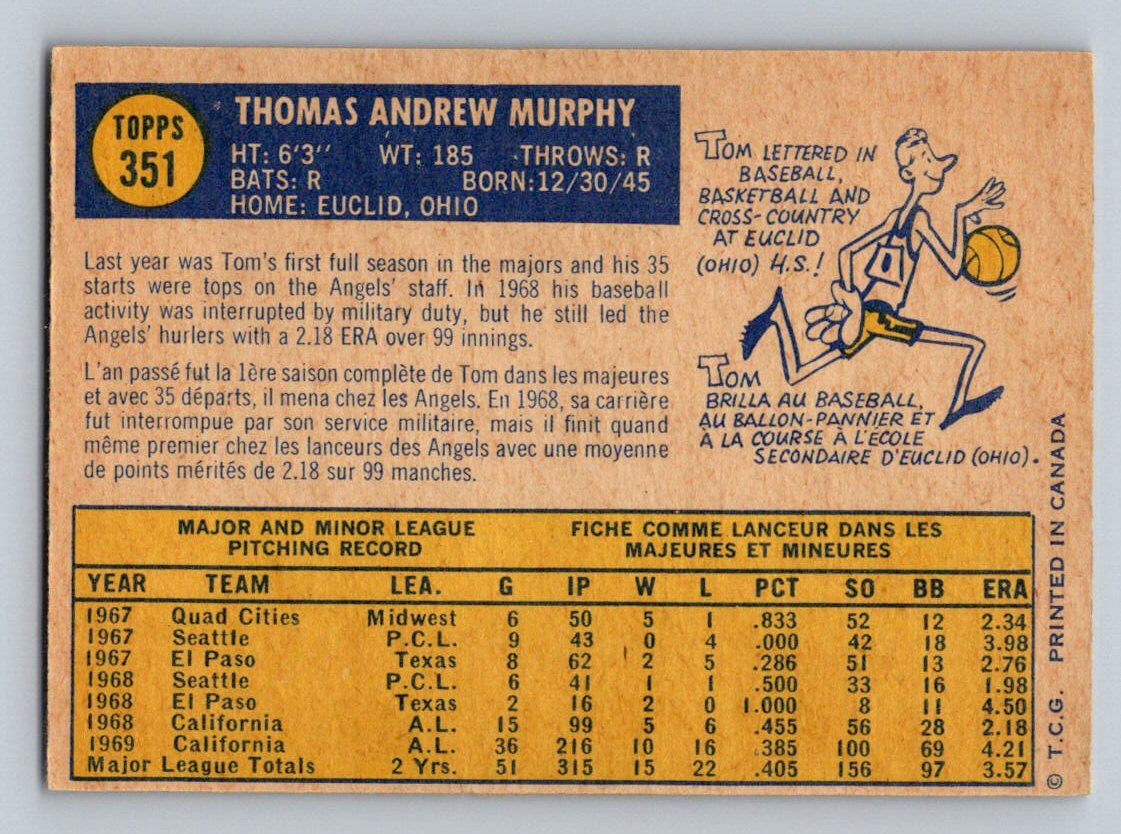 TOPPS
351
THOMAS ANDREW MURPHY
HT: 6'3" WT: 185 THROWS: R
BATS: R BORN: 12/30/45
HOME: EUCLID, OHIO
Last year was Tom's first full season in the majors and his 35
starts were tops on the Angels' staff. In 1968 his baseball
activity was interrupted by military duty, but he still led the
Angels' hurlers with a 2.18 ERA over 99 innings.
L'an passé fut la 1ère saison complète de Tom dans les majeures
et avec 35 départs, il mena chez les Angels. En 1968, sa carrière
fut interrompue par son service militaire, mais il finit quand
même premier chez les lanceurs des Angels avec une moyenne
de points mérités de 2.18 sur 99 manches.
TOM LETTERED IN
BASEBALL,
BASKETBALL AND
CROSS-COUNTRY
AT EUCLID
(OHIO) H.S.!
TOM
BRILLA AU BASEBALL,
AU BALLON-PANNIER ET
À LA COURSE À L'ÉCOLE
SECONDAIRE D'EUCLID (OHIO).
MAJOR AND MINOR LEAGUE
PITCHING RECORD
FICHE COMME LANCEUR DANS LES
MAJEURES ET MINEURES
YEAR TEAM LEA. G IP W L PCT SO BB ERA
1967 Quad Cities Midwest 6 50 5 1 .833 52 12 2.34
1967 Seattle P.C.L. 9 43 0 4 .000 42 18 3.98
1967 El Paso Texas 8 62 2 5 .286 51 13 2.76
1968 Seattle P.C.L. 6 41 1 1 .500 33 16 1.98
1968 El Paso Texas 2 16 2 0 1.000 8 11 4.50
1968 California A.L. 15 99 5 6 .455 56 28 2.18
1969 California A.L. 36 216 10 16 .385 100 69 4.21
Major League Totals 2 Yrs. 51 315 15 22 .405 156 97 3.57
© T.C.G. PRINTED IN CANADA